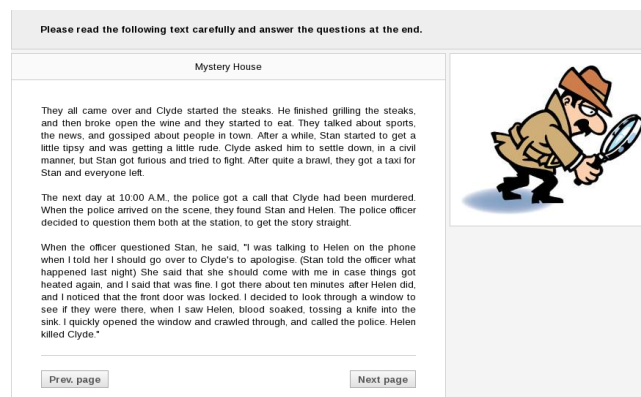 Please read the following text carefully and answer the questions at the end.
Mystery House
They all came over and Clyde started the steaks. He finished grilling the steaks,
and then broke open the wine and they started to eat. They talked about sports,
the news, and gossiped about people in town. After a while, Stan started to get a
little tipsy and was getting a little rude. Clyde asked him to settle down, in a civil
manner, but Stan got furious and tried to fight. After quite a brawl, they got a taxi for
Stan and everyone left.
The next day at 10:00 A.M., the police got a call that Clyde had been murdered.
When the police arrived on the scene, they found Stan and Helen. The police officer
decided to question them both at the station, to get the story straight.
When the officer questioned Stan, he said, "I was talking to Helen on the phone
when I told her I should go over to Clyde's to apologise. (Stan told the officer what
happened last night) She said that she should come with me in case things got
heated again, and I said that was fine. I got there about ten minutes after Helen did,
and I noticed that the front door was locked. I decided to look through a window to
see if they were there, when I saw Helen, blood soaked, tossing a knife into the
sink. I quickly opened the window and crawled through, and called the police. Helen
killed Clyde."
Prev. page
Next page